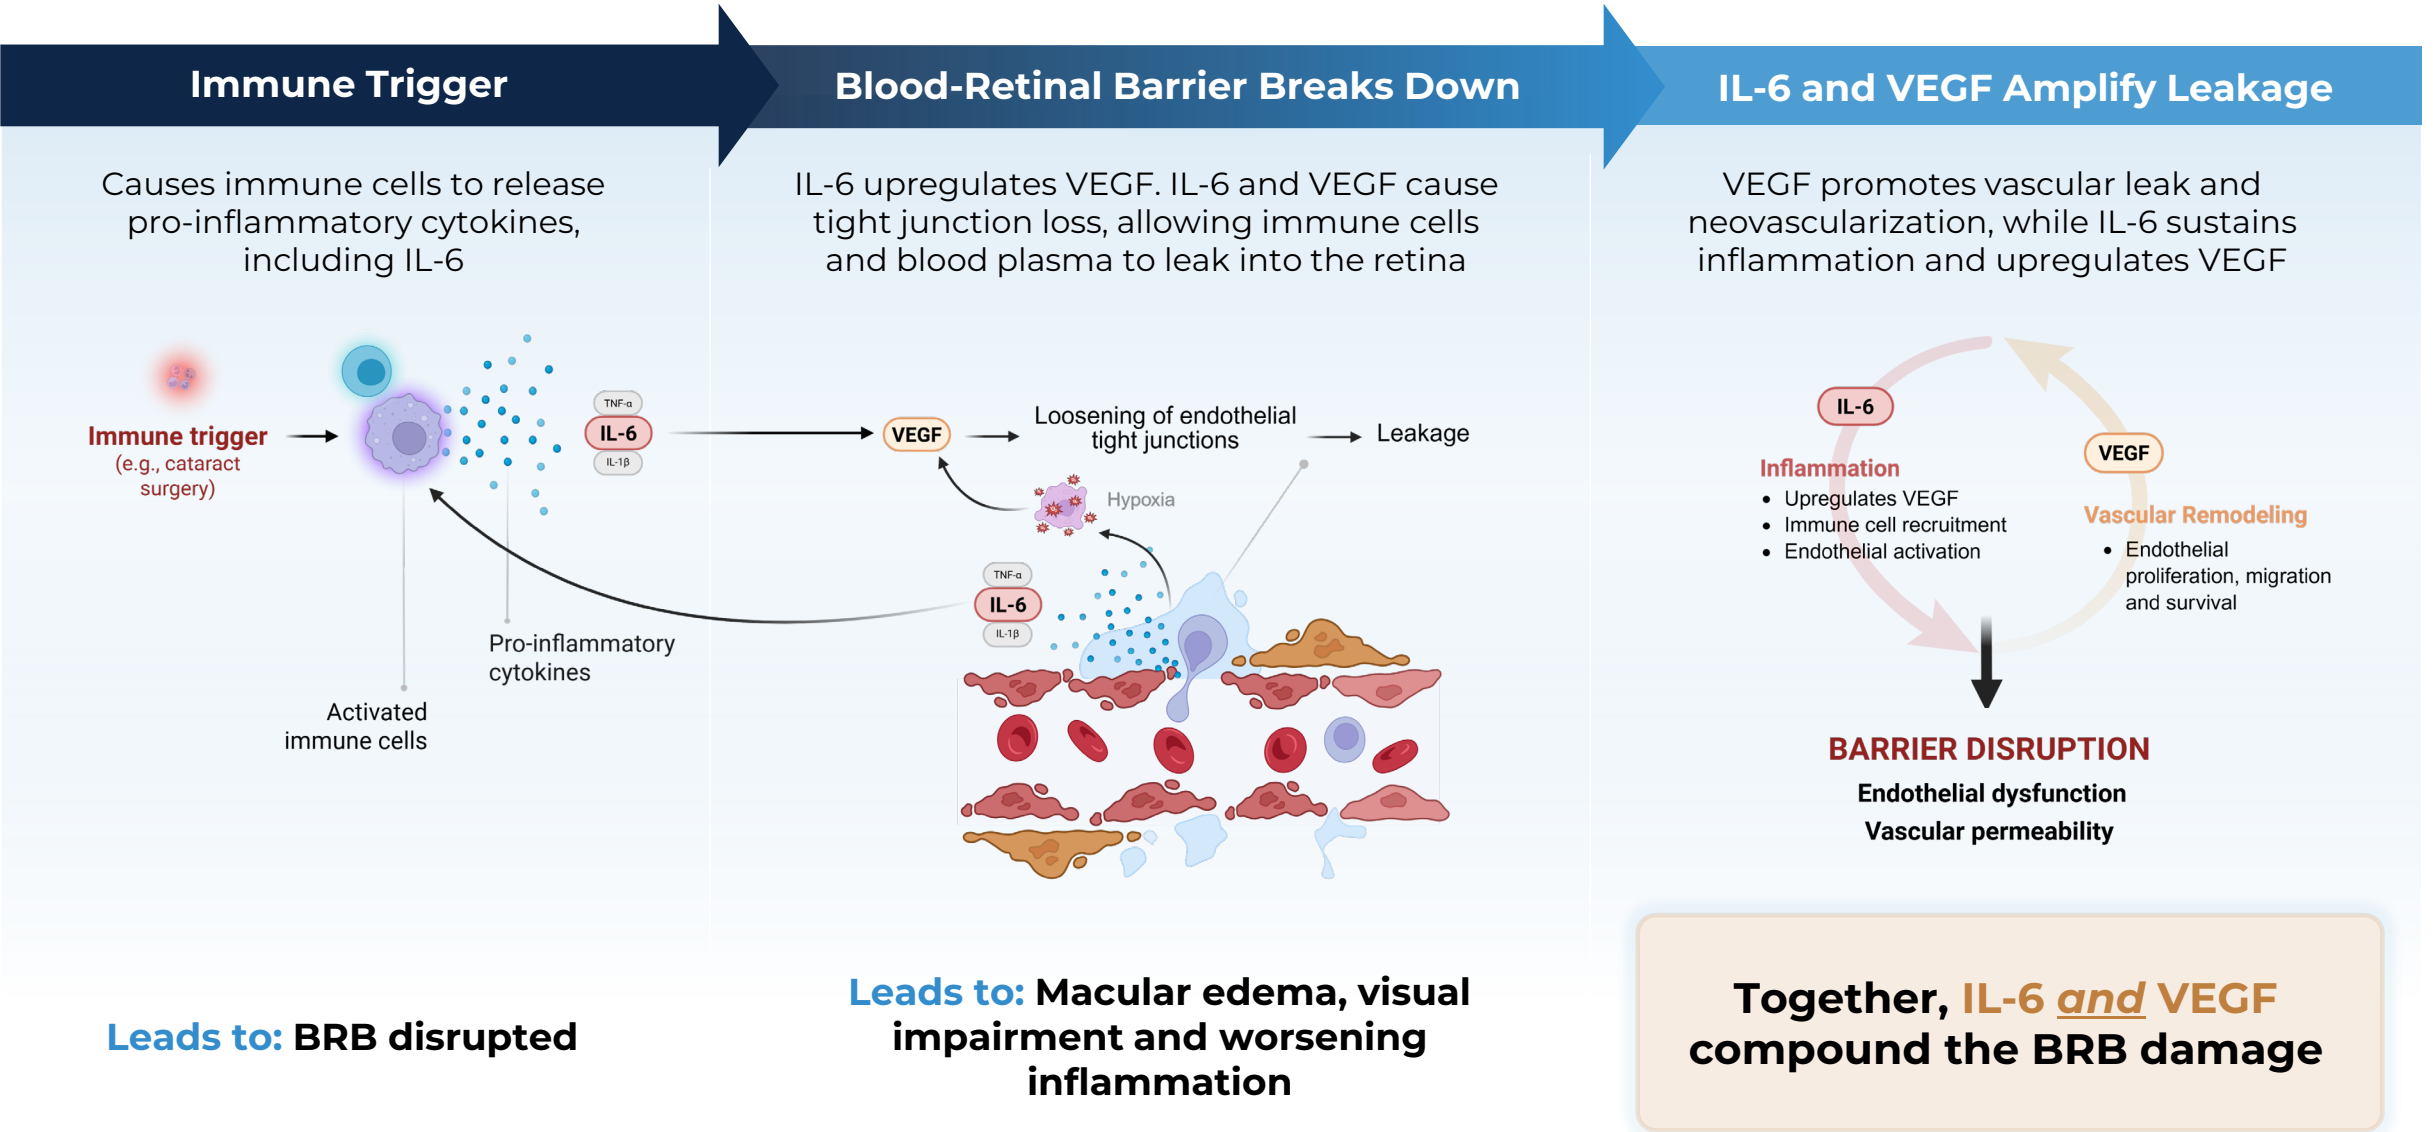 Immune Trigger
Blood-Retinal Barrier Breaks Down
IL-6 and VEGF Amplify Leakage
Causes immune cells to release
pro-inflammatory cytokines,
including IL-6
IL-6 upregulates VEGF. IL-6 and VEGF cause
tight junction loss, allowing immune cells
and blood plasma to leak into the retina
VEGF promotes vascular leak and
neovascularization, while IL-6 sustains
inflammation and upregulates VEGF
Immune trigger
(e.g., cataract
surgery)
TNF-α
IL-6
IL-1β
Pro-inflammatory
cytokines
Activated
immune cells
Leads to: BRB disrupted
VEGF
Loosening of endothelial
tight junctions
Leakage
Hypoxia
TNF-α
IL-6
IL-1β
Leads to: Macular edema, visual
impairment and worsening
inflammation
IL-6
Inflammation
• Upregulates VEGF
• Immune cell recruitment
• Endothelial activation
VEGF
Vascular Remodeling
• Endothelial
proliferation, migration
and survival
BARRIER DISRUPTION
Endothelial dysfunction
Vascular permeability
Together, IL-6 and VEGF
compound the BRB damage